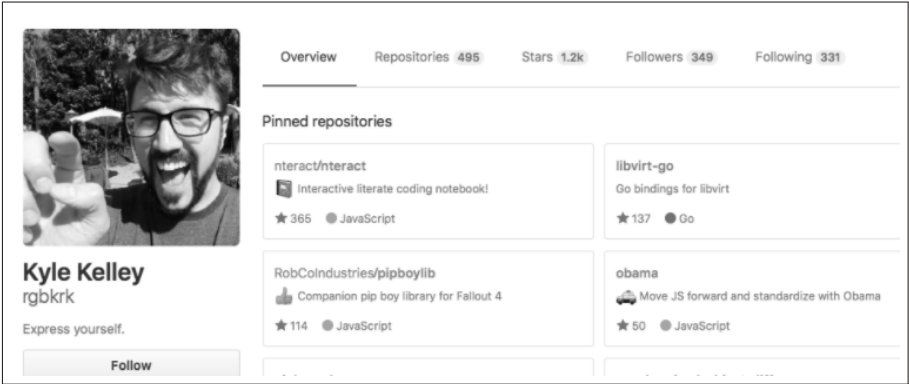 Overview Repositories 495 Stars 1.2k Followers 349 Following 331
Pinned repositories
nteract/nteract
Interactive literate coding notebook!
365 JavaScript
libvirt-go
Go bindings for libvirt
137 Go
RobCoIndustries/pipboylib
Companion pip boy library for Fallout 4
114 JavaScript
obama
Move JS forward and standardize with Obama
50 JavaScript
Kyle Kelley
rgbkrk
Express yourself.
Follow